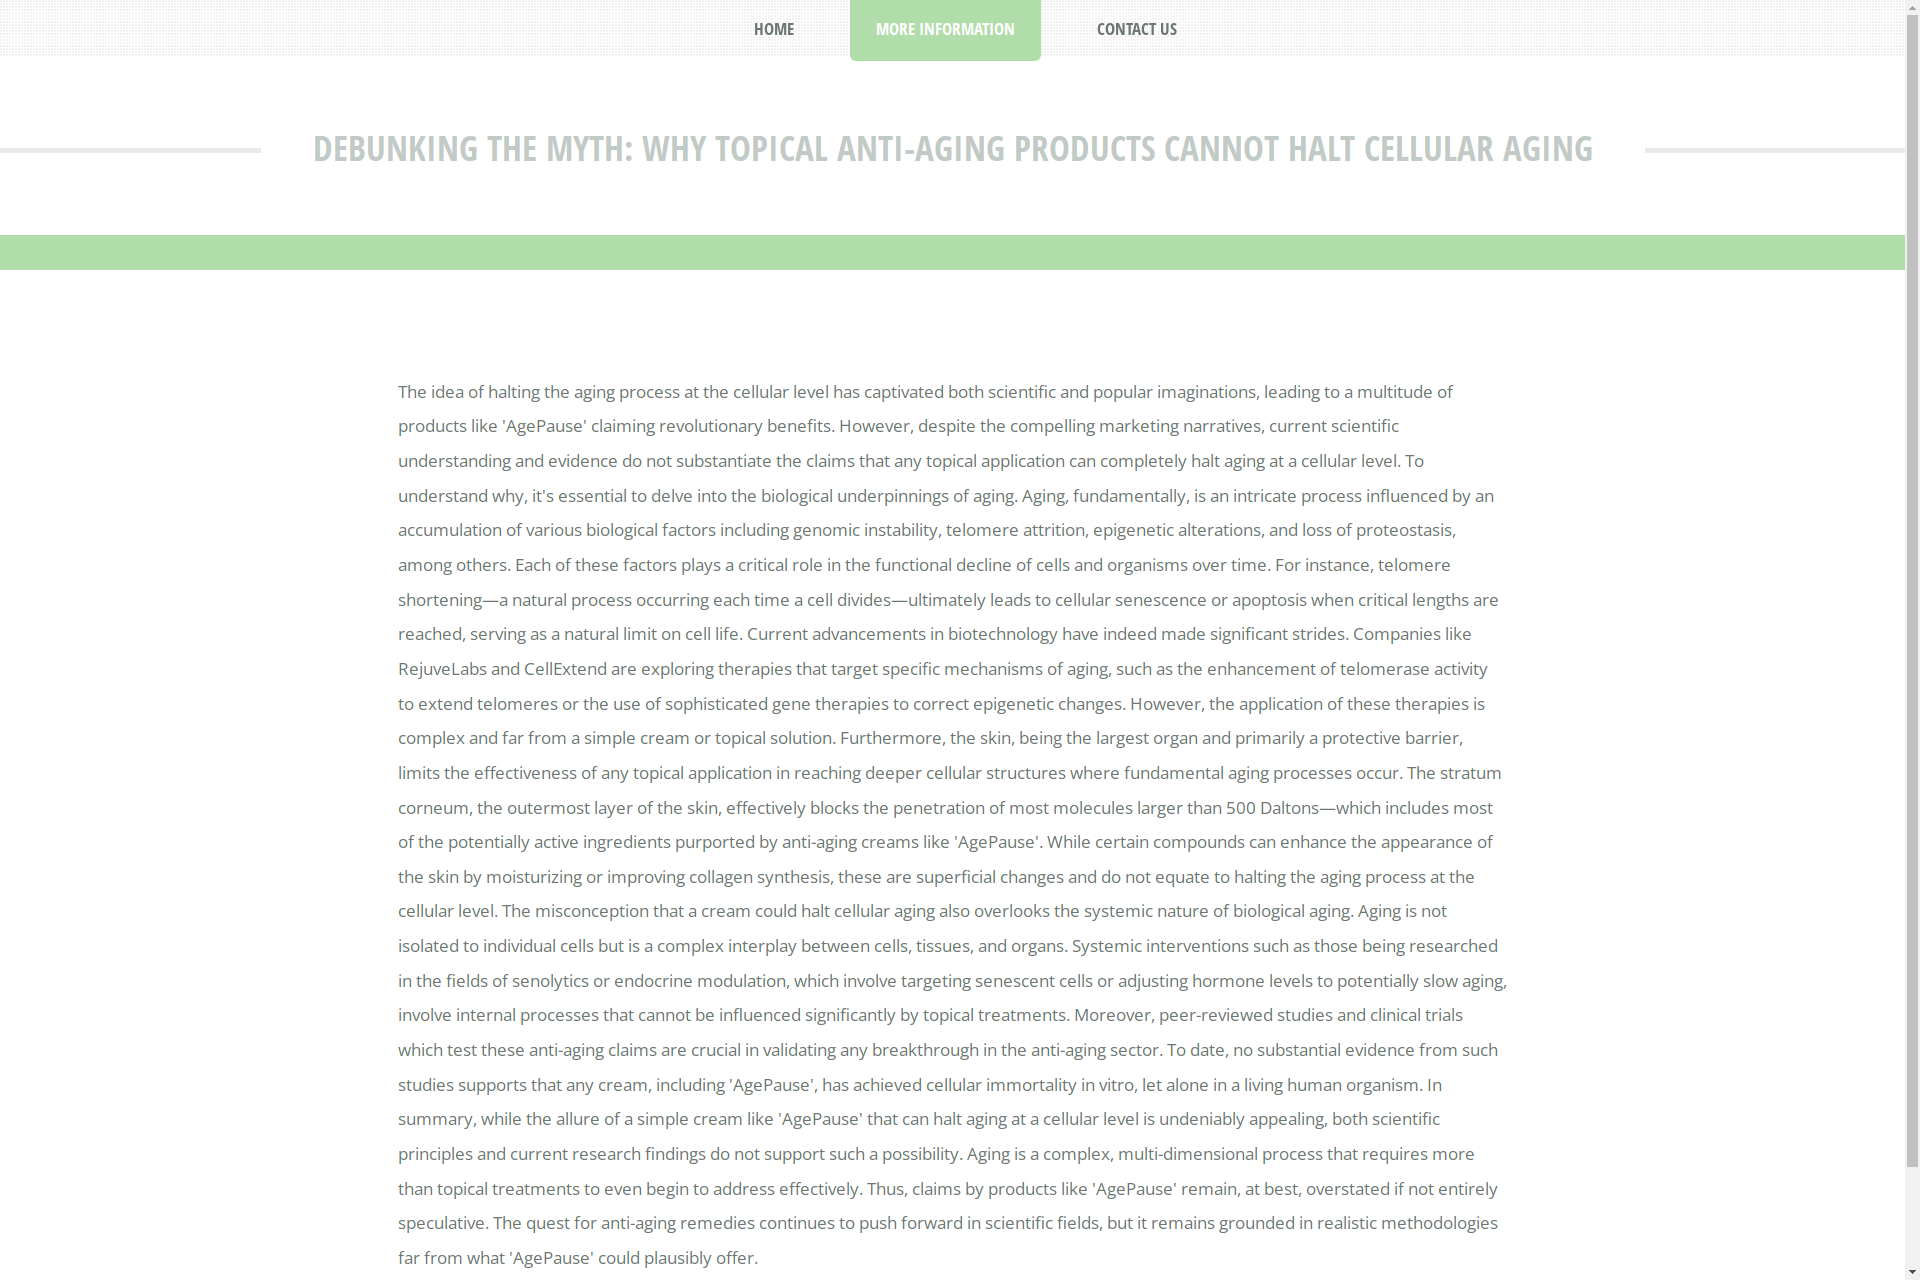 HOME
MORE INFORMATION
CONTACT US
DEBUNKING THE MYTH: WHY TOPICAL ANTI-AGING PRODUCTS CANNOT HALT CELLULAR AGING
The idea of halting the aging process at the cellular level has captivated both scientific and popular imaginations, leading to a multitude of
products like 'AgePause' claiming revolutionary benefits. However, despite the compelling marketing narratives, current scientific
understanding and evidence do not substantiate the claims that any topical application can completely halt aging at a cellular level. To
understand why, it's essential to delve into the biological underpinnings of aging. Aging, fundamentally, is an intricate process influenced by an
accumulation of various biological factors including genomic instability, telomere attrition, epigenetic alterations, and loss of proteostasis,
among others. Each of these factors plays a critical role in the functional decline of cells and organisms over time. For instance, telomere
shortening—a natural process occurring each time a cell divides—ultimately leads to cellular senescence or apoptosis when critical lengths are
reached, serving as a natural limit on cell life. Current advancements in biotechnology have indeed made significant strides. Companies like
RejuveLabs and CellExtend are exploring therapies that target specific mechanisms of aging, such as the enhancement of telomerase activity
to extend telomeres or the use of sophisticated gene therapies to correct epigenetic changes. However, the application of these therapies is
complex and far from a simple cream or topical solution. Furthermore, the skin, being the largest organ and primarily a protective barrier,
limits the effectiveness of any topical application in reaching deeper cellular structures where fundamental aging processes occur. The stratum
corneum, the outermost layer of the skin, effectively blocks the penetration of most molecules larger than 500 Daltons—which includes most
of the potentially active ingredients purported by anti-aging creams like 'AgePause'. While certain compounds can enhance the appearance of
the skin by moisturizing or improving collagen synthesis, these are superficial changes and do not equate to halting the aging process at the
cellular level. The misconception that a cream could halt cellular aging also overlooks the systemic nature of biological aging. Aging is not
isolated to individual cells but is a complex interplay between cells, tissues, and organs. Systemic interventions such as those being researched
in the fields of senolytics or endocrine modulation, which involve targeting senescent cells or adjusting hormone levels to potentially slow aging,
involve internal processes that cannot be influenced significantly by topical treatments. Moreover, peer-reviewed studies and clinical trials
which test these anti-aging claims are crucial in validating any breakthrough in the anti-aging sector. To date, no substantial evidence from such
studies supports that any cream, including 'AgePause', has achieved cellular immortality in vitro, let alone in a living human organism. In
summary, while the allure of a simple cream like 'AgePause' that can halt aging at a cellular level is undeniably appealing, both scientific
principles and current research findings do not support such a possibility. Aging is a complex, multi-dimensional process that requires more
than topical treatments to even begin to address effectively. Thus, claims by products like 'AgePause' remain, at best, overstated if not entirely
speculative. The quest for anti-aging remedies continues to push forward in scientific fields, but it remains grounded in realistic methodologies
far from what 'AgePause' could plausibly offer.